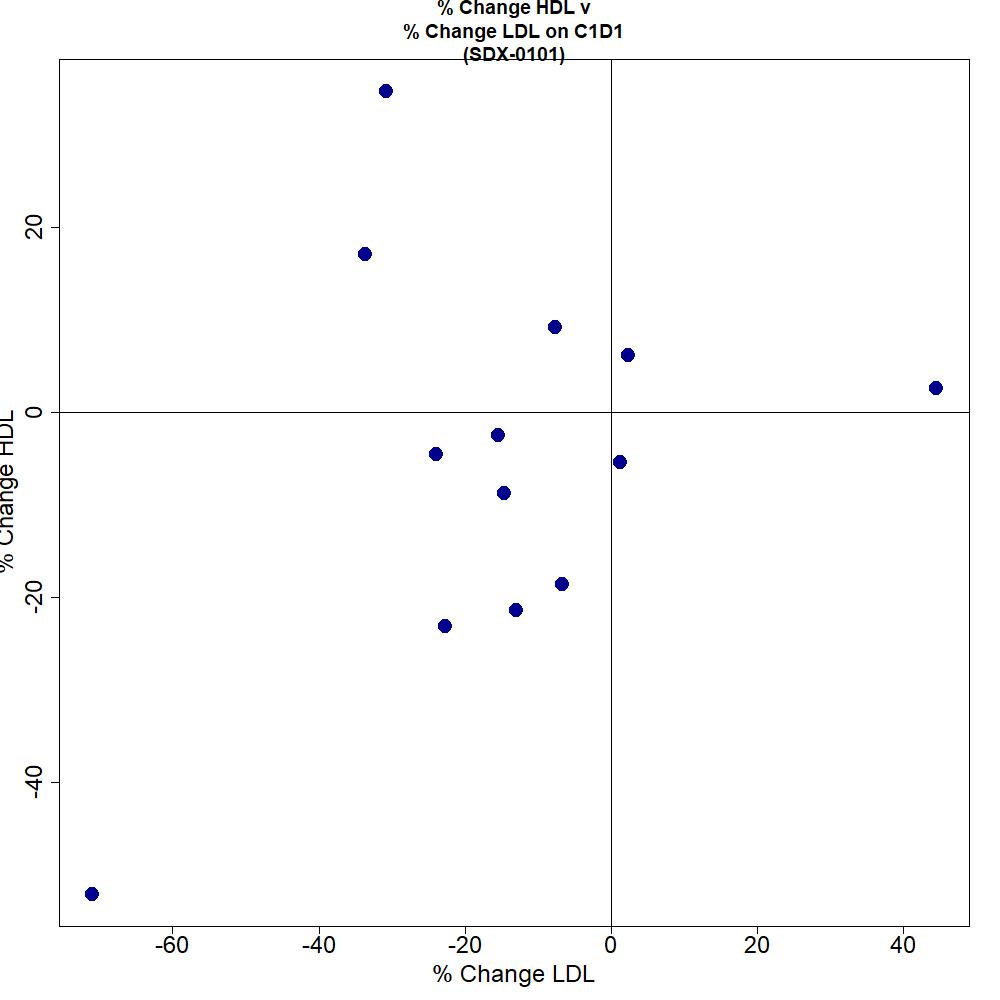 % Change HDL v
% Change LDL on C1D1
(SDX-0101)
20
0
-20
-40
% Change HDL
-60
-40
-20
0
20
40
% Change LDL